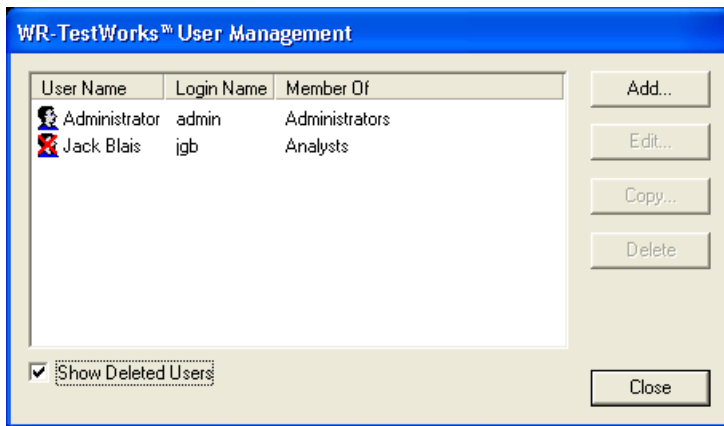 WR-TestWorks™ User Management
User Name Login Name Member Of Add...
Administrator admin Administrators
Jack Blais jgb Analysts Edit...
Copy...
Delete
Show Deleted Users
Close